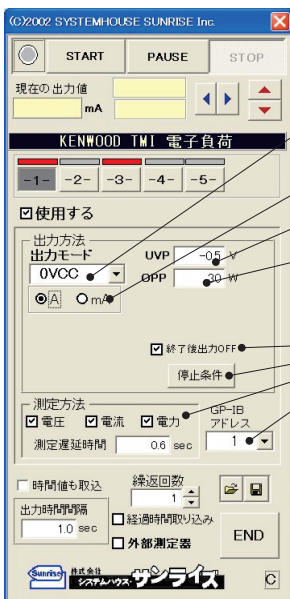 (C)2002 SYSTEMHOUSE SUNRISE Inc.
START PAUSE STOP
現在の出力値
mA
KENWOOD TMI 電子負荷
-1- -2- -3- -4- -5-
使用する
出力方法
出力モード
0VCC
UVP -0.5 V
OPP 30 W
A mA
終了後出力OFF
停止条件
測定方法
電圧 電流 電力
測定遅延時間 0.6 sec
GP-IB
アドレス
1
時間値も取込
繰返回数
1
出力時間間隔
1.0 sec
経過時間取り込み
外部測定器
END
Sunrise 株式会社 システムハウス サンライズ
C